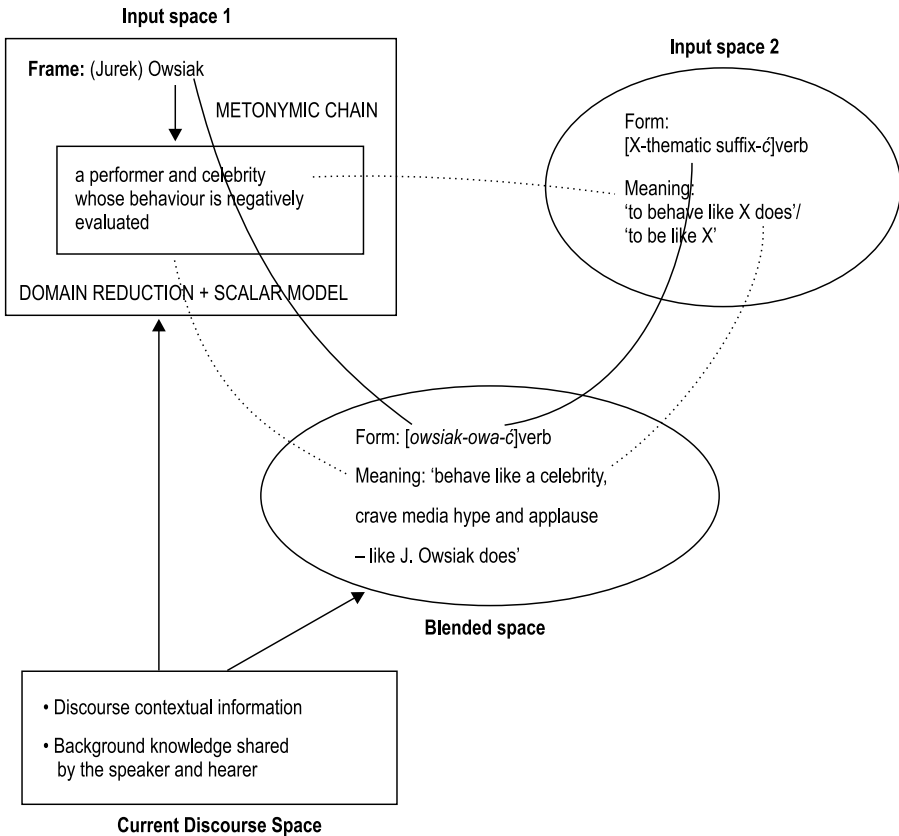 Input space 1
Frame: (Jurek) Owsiak
METONYMIC CHAIN
a performer and celebrity
whose behaviour is negatively
evaluated
DOMAIN REDUCTION + SCALAR MODEL
Input space 2
Form:
[X-thematic suffix-ć]verb
Meaning:
‘to behave like X does’/
‘to be like X’
Form: [owsiak-owa-ć]verb
Meaning: ‘behave like a celebrity,
crave media hype and applause
– like J. Owsiak does’
Blended space
• Discourse contextual information
• Background knowledge shared
by the speaker and hearer
Current Discourse Space